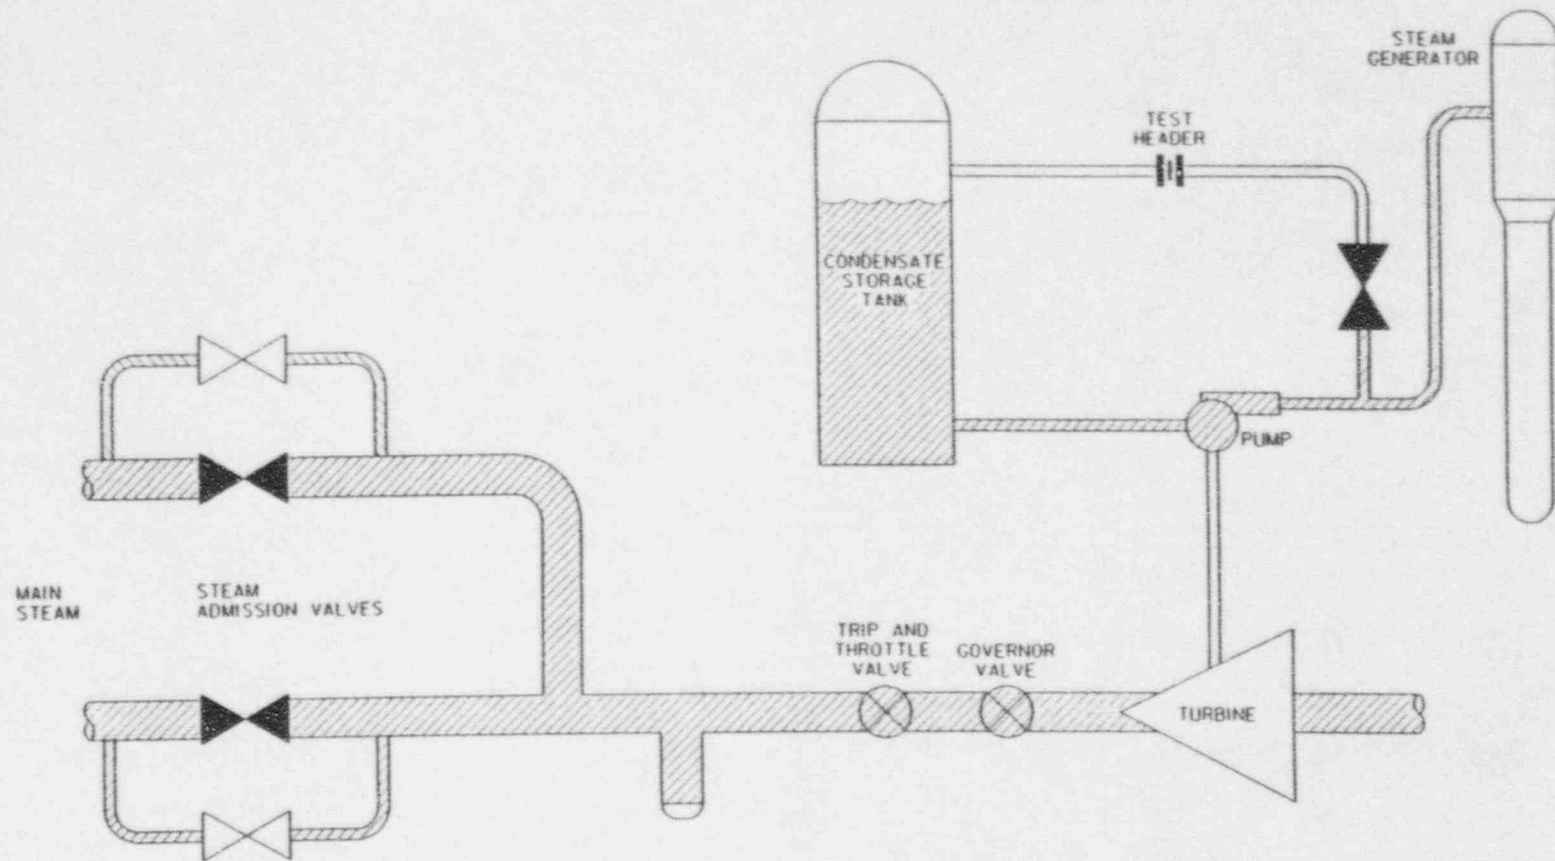 STEAM
GENERATOR
TEST
HEADER
CONDENSATE
STORAGE
TANK
PUMP
MAIN
STEAM
STEAM
ADMISSION VALVES
TRIP AND
THROTTLE
VALVE
GOVERNOR
VALVE
TURBINE